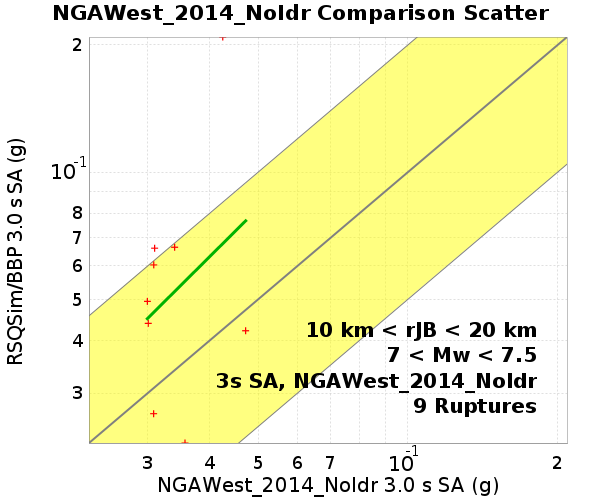 NGAWest_2014_NoIdr Comparison Scatter
RSQSim/BBP 3.0 s SA (g)
2
10-1
8
7
6
5
4
3
10 km < rJB < 20 km
7 < Mw < 7.5
3s SA, NGAWest_2014_NoIdr
9 Ruptures
3 4 5 6 7 10-1 2
NGAWest_2014_NoIdr 3.0 s SA (g)